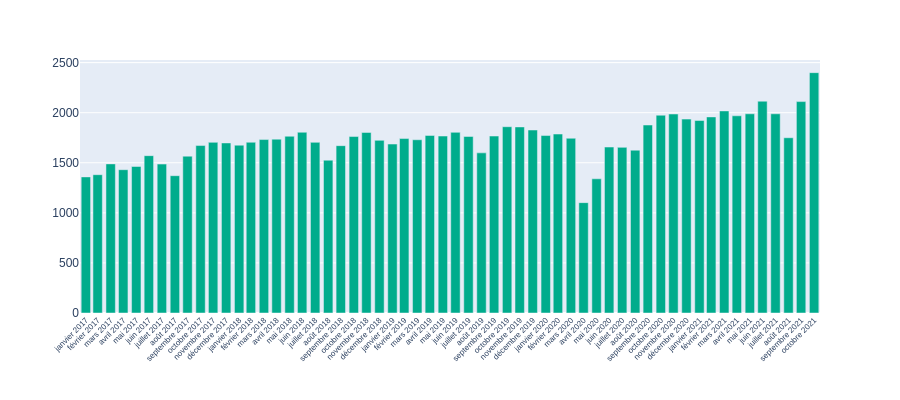 2500
2000
1500
1000
500
0
janvier 2017
février 2017
mars 2017
avril 2017
mai 2017
juin 2017
juillet 2017
août 2017
septembre 2017
octobre 2017
novembre 2017
décembre 2017
janvier 2018
février 2018
mars 2018
avril 2018
mai 2018
juin 2018
juillet 2018
août 2018
septembre 2018
octobre 2018
novembre 2018
décembre 2018
janvier 2019
février 2019
mars 2019
avril 2019
mai 2019
juin 2019
juillet 2019
août 2019
septembre 2019
octobre 2019
novembre 2019
décembre 2019
janvier 2020
février 2020
mars 2020
avril 2020
mai 2020
juin 2020
juillet 2020
août 2020
septembre 2020
octobre 2020
novembre 2020
décembre 2020
janvier 2021
février 2021
mars 2021
avril 2021
mai 2021
juin 2021
juillet 2021
août 2021
septembre 2021
octobre 2021